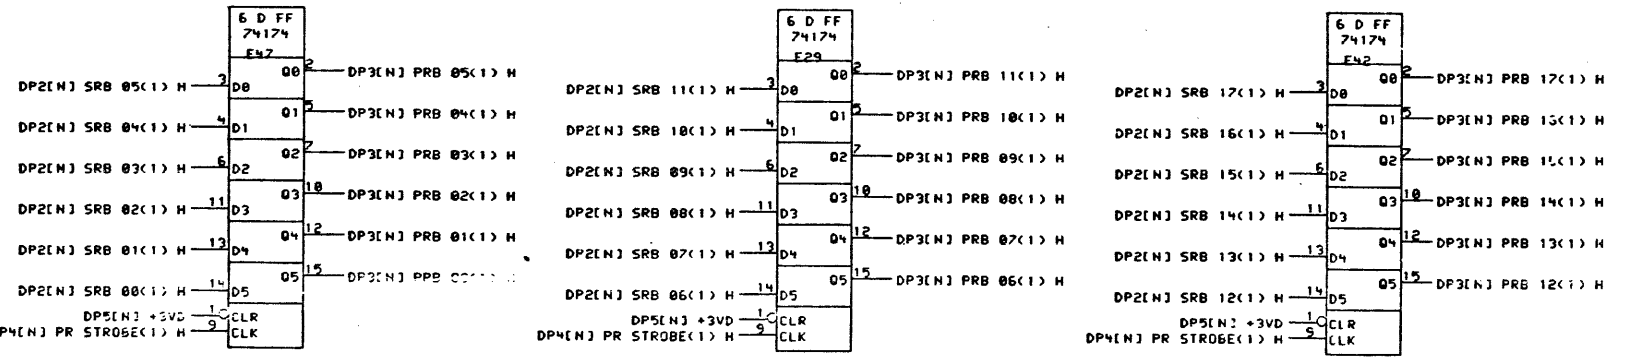 6 D FF
74174
E47
DP2[N] SRB 05(1) H 3 D0 Q0 2 DP3[N] PRB 05(1) H
DP2[N] SRB 04(1) H 4 D1 Q1 5 DP3[N] PRB 04(1) H
DP2[N] SRB 03(1) H 6 D2 Q2 7 DP3[N] PRB 03(1) H
DP2[N] SRB 02(1) H 11 D3 Q3 10 DP3[N] PRB 02(1) H
DP2[N] SRB 01(1) H 13 D4 Q4 12 DP3[N] PRB 01(1) H
DP2[N] SRB 00(1) H 14 D5 Q5 15 DP3[N]
DP5[N] +3VD 1 CLR
DP4[N] PR STROBE(1) H 9 CLK
6 D FF
74174
E29
DP2[N] SRB 11(1) H 3 D0 Q0 2 DP3[N] PRB 11(1) H
DP2[N] SRB 10(1) H 4 D1 Q1 5 DP3[N] PRB 10(1) H
DP2[N] SRB 09(1) H 6 D2 Q2 7 DP3[N] PRB 09(1) H
DP2[N] SRB 08(1) H 11 D3 Q3 10 DP3[N] PRB 08(1) H
DP2[N] SRB 07(1) H 13 D4 Q4 12 DP3[N] PRB 07(1) H
DP2[N] SRB 06(1) H 14 D5 Q5 15 DP3[N] PRB 06(1) H
DP5[N] +3VD 1 CLR
DP4[N] PR STROBE(1) H 9 CLK
6 D FF
74174
E42
DP2[N] SRB 17(1) H 3 D0 Q0 2 DP3[N] PRB 17(1) H
DP2[N] SRB 16(1) H 4 D1 Q1 5 DP3[N] PRB H
DP2[N] SRB 15(1) H 6 D2 Q2 7 DP3[N] PRB H
DP2[N] SRB 14(1) H 11 D3 Q3 10 DP3[N] PRB 14(1) H
DP2[N] SRB 13(1) H 13 D4 Q4 12 DP3[N] PRB 13(1) H
DP2[N] SRB 12(1) H 14 D5 Q5 15 DP3[N] PRB 12(1) H
DP5[N] +3VD 1 CLR
DP4[N] PR STROBE(1) H 9 CLK